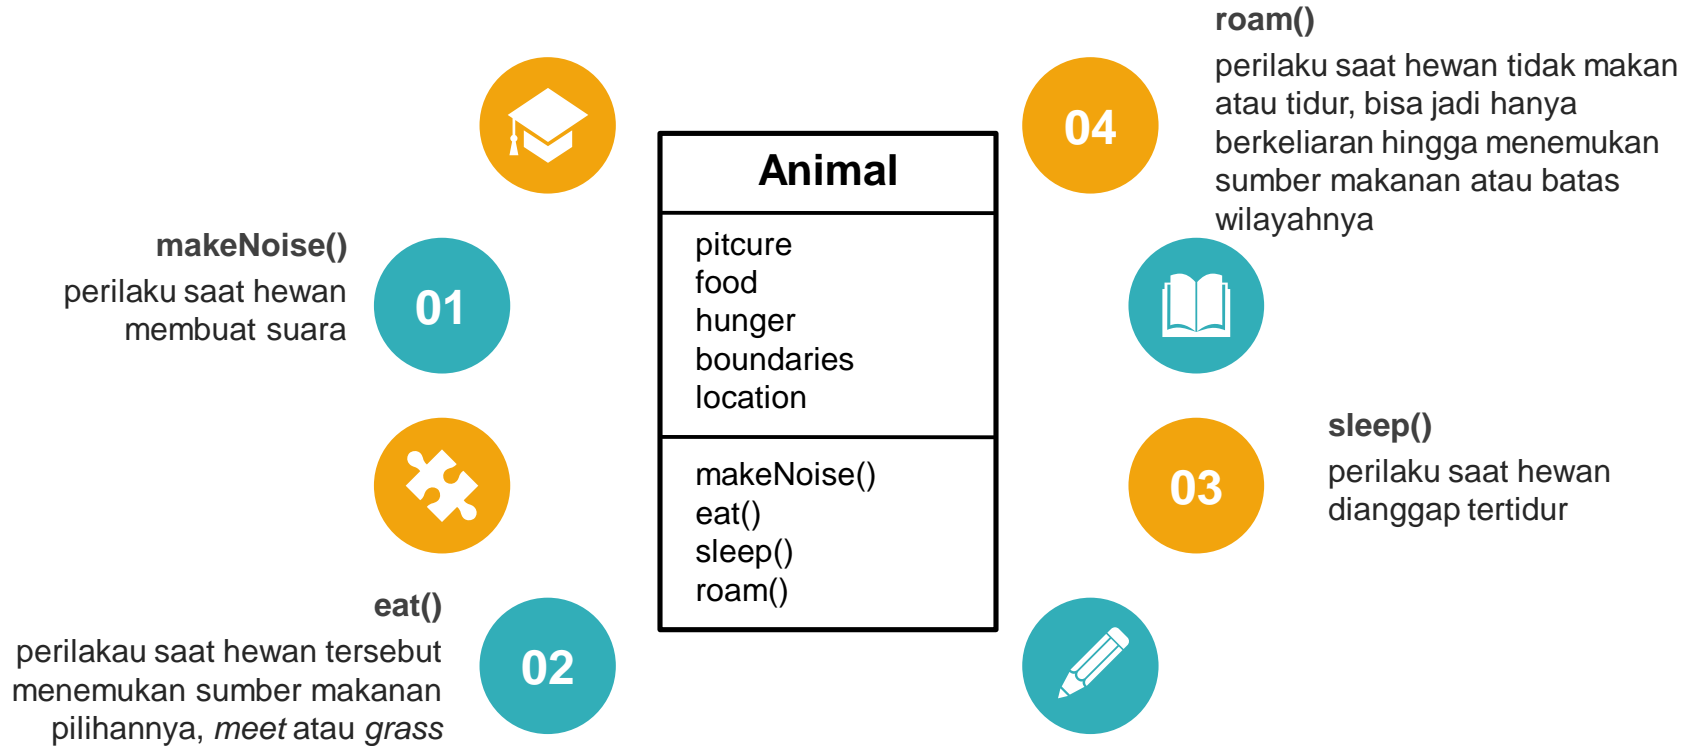 makeNoise()
perilaku saat hewan
membuat suara
01
eat()
perilakau saat hewan tersebut
menemukan sumber makanan
pilihannya, meet atau grass
02
Animal
pitcure
food
hunger
boundaries
location
makeNoise()
eat()
sleep()
roam()
04
roam()
perilaku saat hewan tidak makan
atau tidur, bisa jadi hanya
berkeliaran hingga menemukan
sumber makanan atau batas
wilayahnya
03
sleep()
perilaku saat hewan
dianggap tertidur